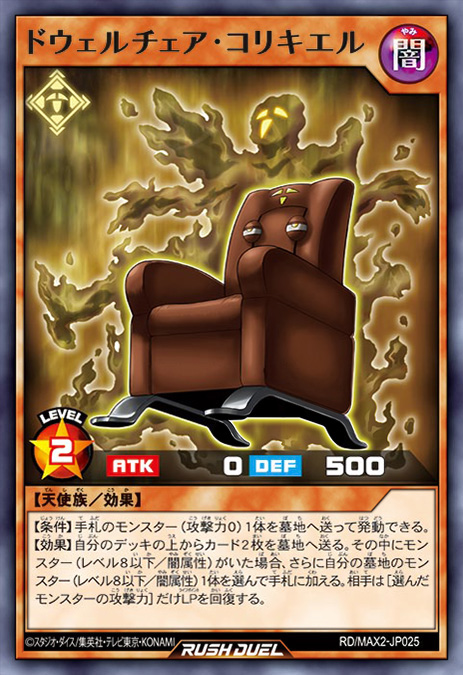 ドウェルチェア・コリキエル
やみ
闇
LEVEL
2
ATK 0 DEF 500
【天使族/効果】
【条件】手札のモンスター(攻撃力0)1体を墓地へ送って発動できる。
【効果】自分のデッキの上からカード2枚を墓地へ送る。その中にモン
スター(レベル8以下/闇属性)がいた場合、さらに自分の墓地のモン
スター(レベル8以下/闇属性)1体を選んで手札に加える。相手は[選んだ
モンスターの攻撃力]だけLPを回復する。
©スタジオ・ダイス/集英社・テレビ東京・KONAMI
RUSH DUEL
RD/MAX2-JP025